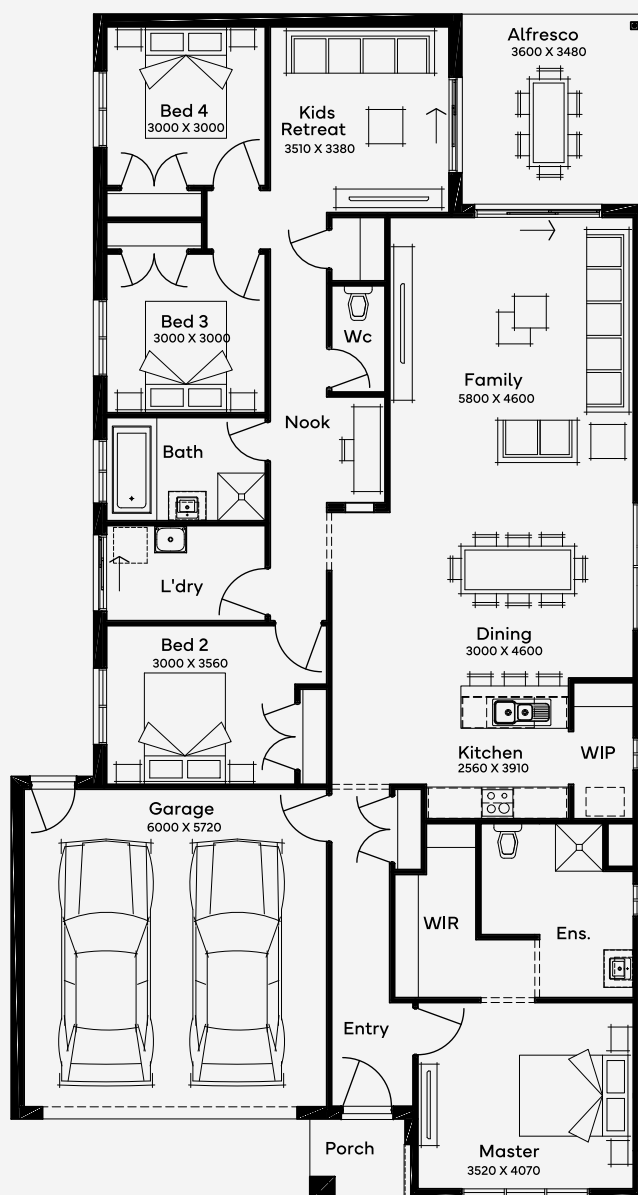 Alfresco
3600 X 3480
Bed 4
3000 X 3000
Kids
Retreat
3510 X 3380
Bed 3
3000 X 3000
Wc
Family
5800 X 4600
Nook
Bath
L'dry
Dining
3000 X 4600
Bed 2
3000 X 3560
Kitchen
2560 X 3910
WIP
Garage
6000 X 5720
WIR
Ens.
Entry
Porch
Master
3520 X 4070